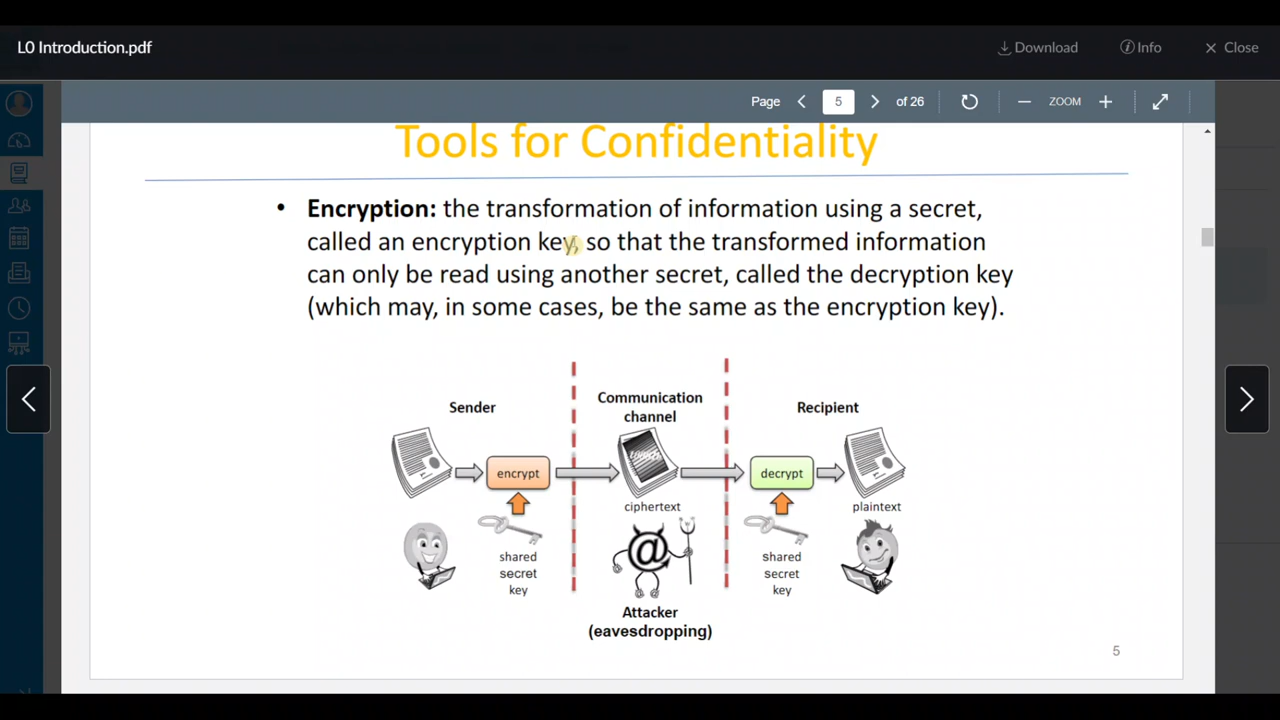 L0 Introduction.pdf
Download
Info
Close
Page
5
of 26
ZOOM
Tools for Confidentiality
• Encryption: the transformation of information using a secret,
called an encryption key, so that the transformed information
can only be read using another secret, called the decryption key
(which may, in some cases, be the same as the encryption key).
Sender
Communication
channel
Recipient
encrypt
decrypt
ciphertext
plaintext
shared
secret
key
@
shared
secret
key
Attacker
(eavesdropping)
5